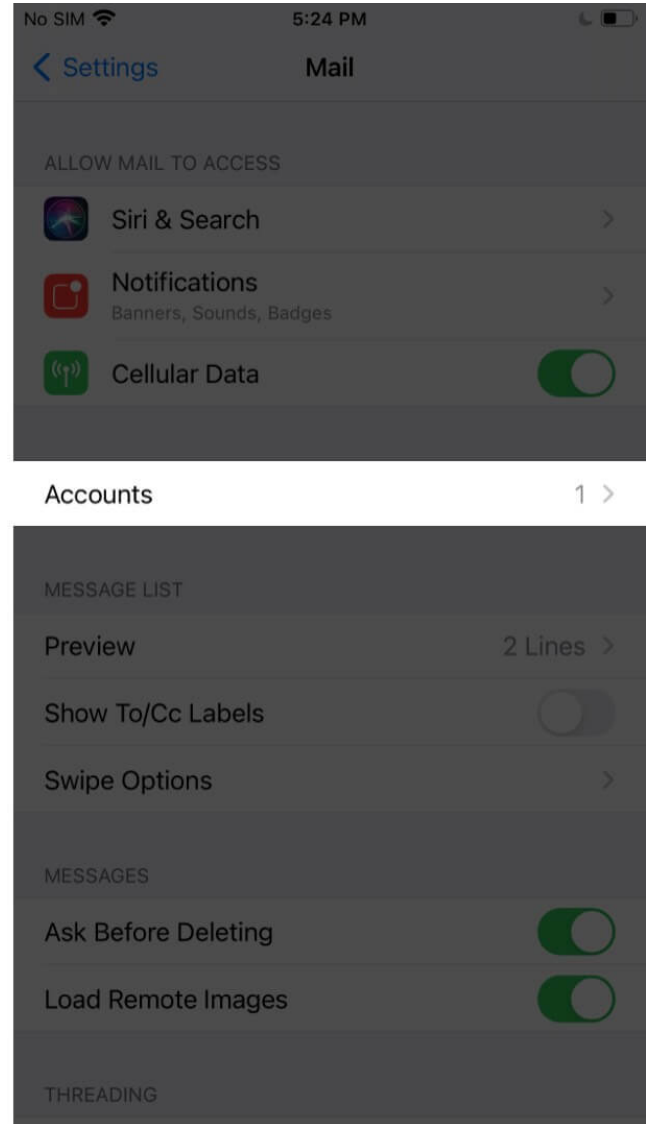 No SIM 5:24 PM
Settings Mail
ALLOW MAIL TO ACCESS
Siri & Search
Notifications
Banners, Sounds, Badges
Cellular Data
Accounts 1
MESSAGE LIST
Preview 2 Lines
Show To/Cc Labels
Swipe Options
MESSAGES
Ask Before Deleting
Load Remote Images
THREADING